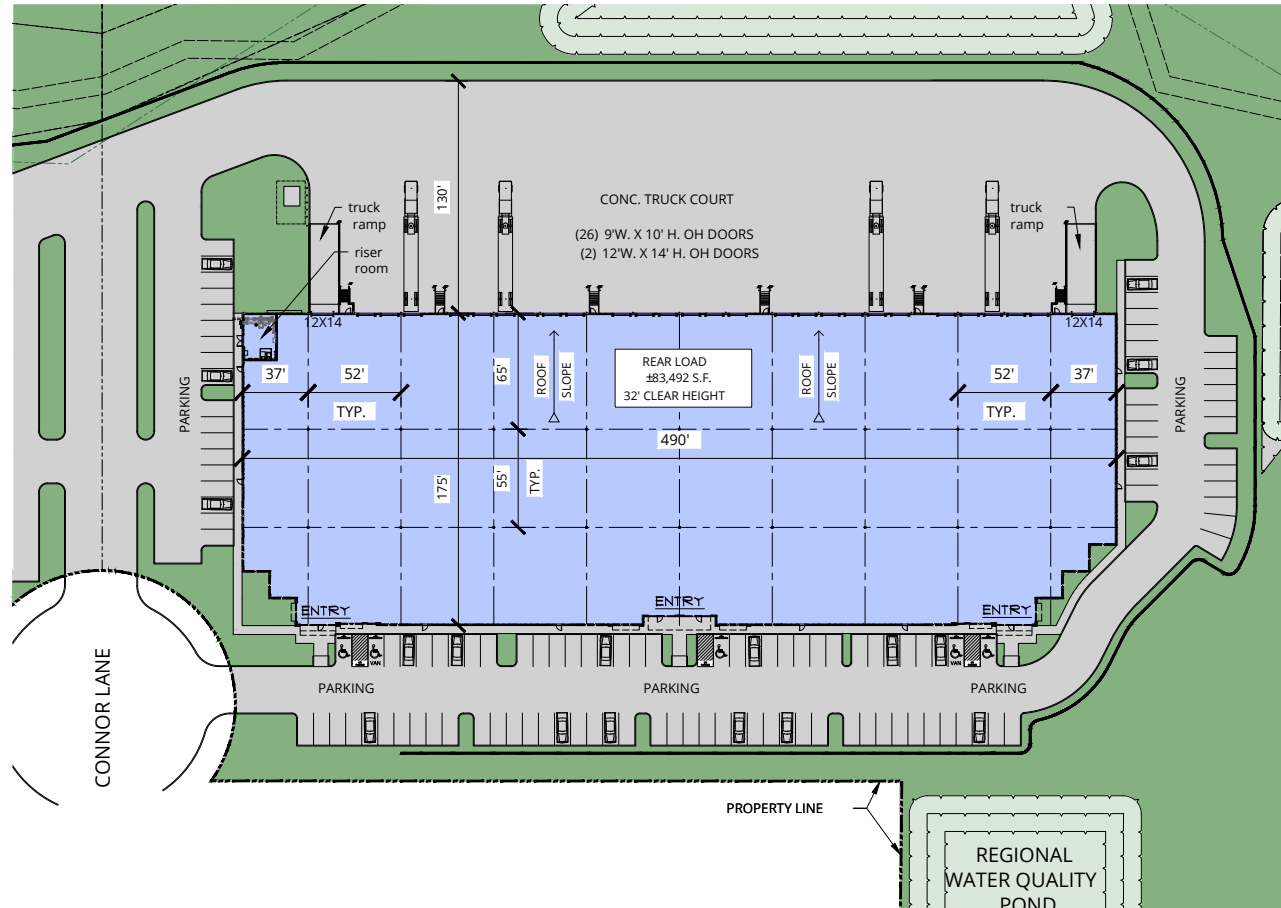 130'
CONC. TRUCK COURT
(26) 9'W. X 10' H. OH DOORS
(2) 12'W. X 14' H. OH DOORS
truck
ramp
riser
room
truck
ramp
12X14
12X14
37'
52'
TYP.
65'
ROOF
SLOPE
REAR LOAD
±83,492 S.F.
32' CLEAR HEIGHT
ROOF
SLOPE
52'
37'
TYP.
PARKING
PARKING
490'
175'
55'
TYP.
ENTRY
ENTRY
ENTRY
VAN
VAN
PARKING
PARKING
PARKING
CONNOR LANE
PROPERTY LINE
REGIONAL
WATER QUALITY
POND